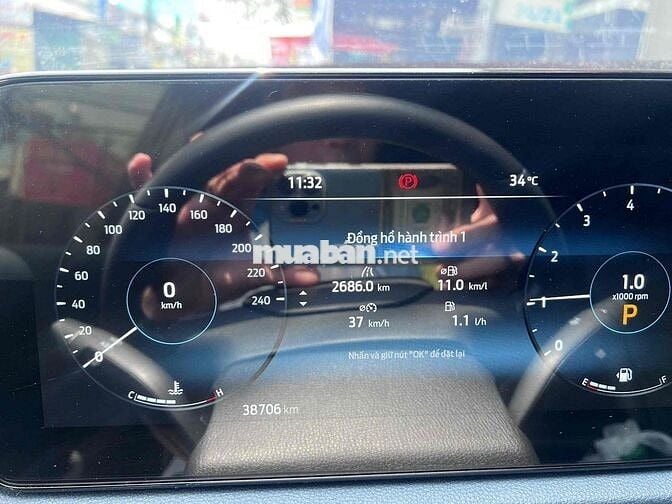 11:32
34°C
Đồng hồ hành trình 1
muaban.net
2686.0 km
11.0 km/l
37 km/h
1.1 l/h
Nhấn và giữ nút "OK" để đặt lại
0 20 40 60 80 100 120 140 160 180 200 220 240
0
km/h
C H
38706 km
0 1 2 3 4
1.0
x1000 rpm
P
E F